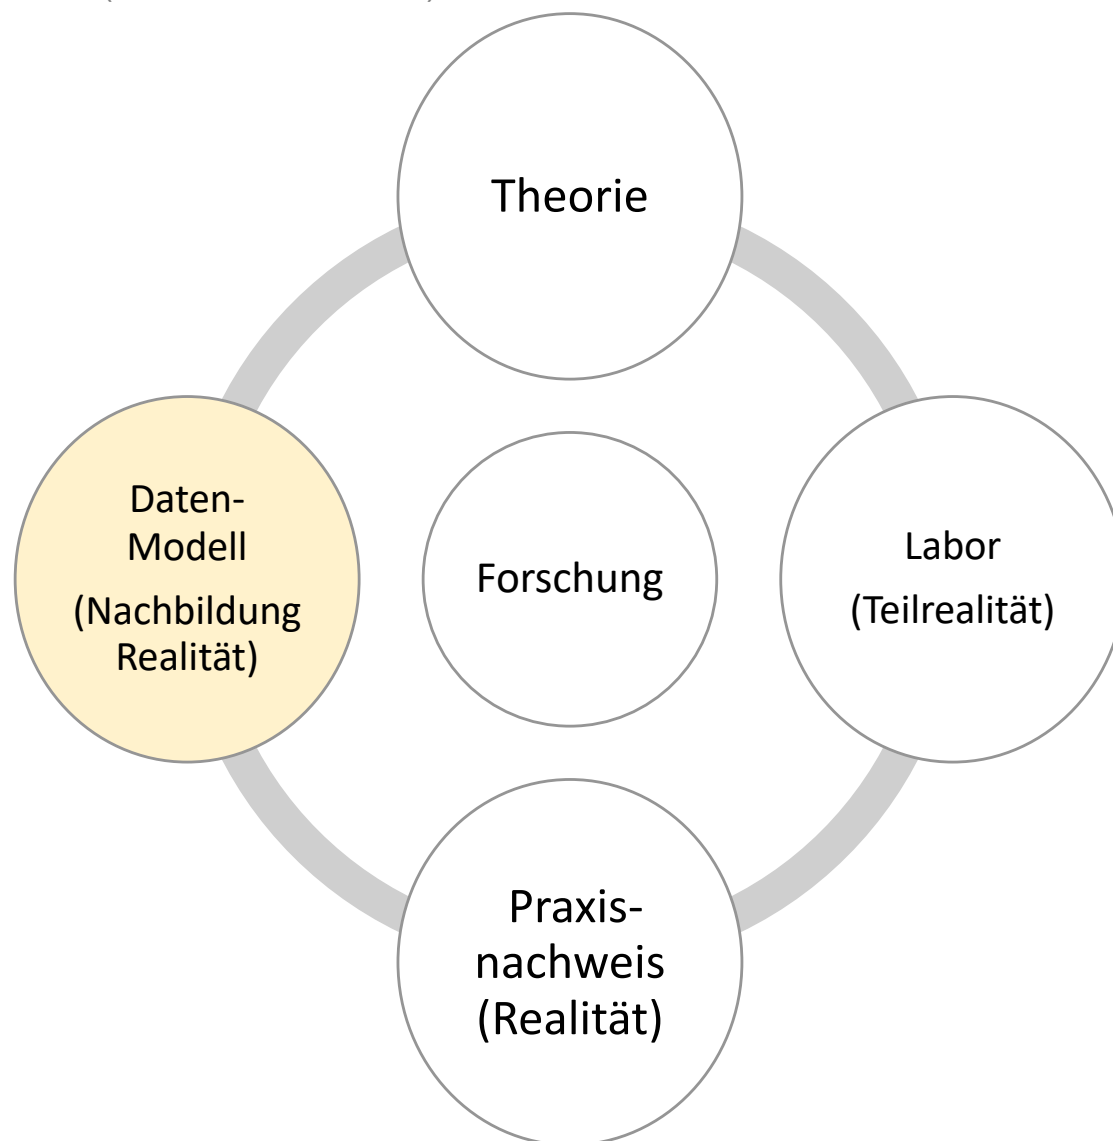 Theorie
Daten-
Modell
(Nachbildung
Realität)
Forschung
Labor
(Teilrealität)
Praxis-
nachweis
(Realität)